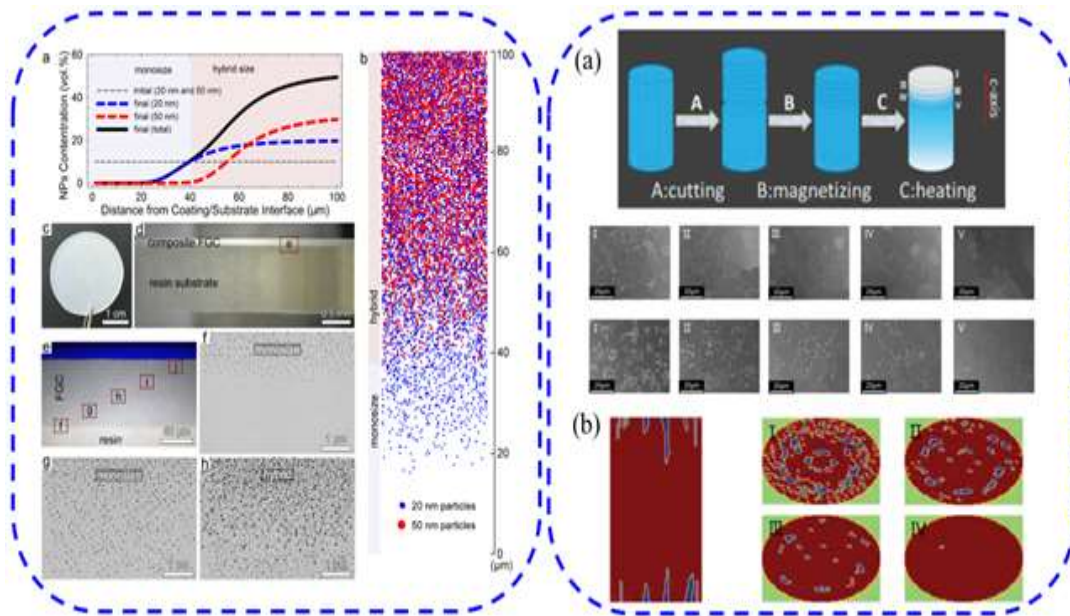 a
monosize
hybrid size
initial (20 nm and 50 nm)
final (20 nm)
final (50 nm)
final (total)
NPs Contentration (vol.%)
60
40
20
0
0
20
40
60
80
100
Distance from Coating/Substrate Interface (μm)
b
hybrid
monosize
100
80
60
40
20
0
(μm)
20 nm particles
50 nm particles
c
1 cm
d
composite FGC
e
resin substrate
e
FGC
f
g
h
i
j
resin
f
g
h
hybrid
(a)
A
B
C
I
V
C-axis
A:cutting
B:magnetizing
C:heating
I
II
III
IV
V
I
II
III
IV
V
(b)
I
II
III
IV